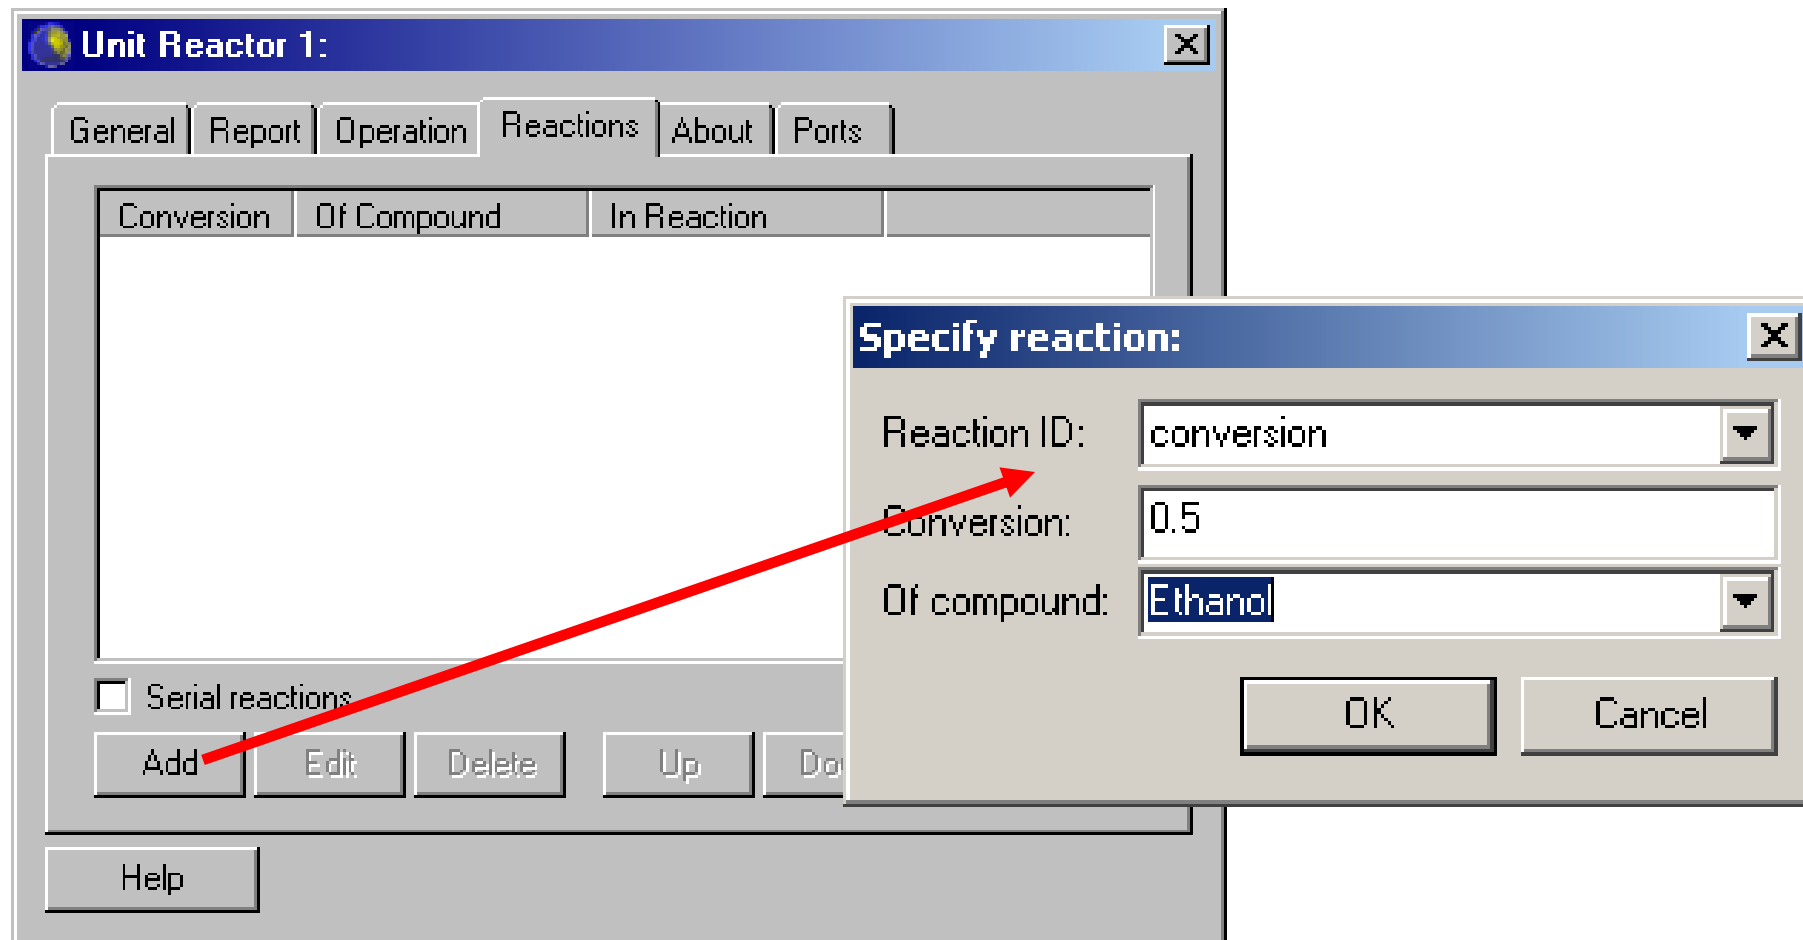 Unit Reactor 1:
General Report Operation Reactions About Ports
Conversion Of Compound In Reaction
Specify reaction:
Reaction ID: conversion
Conversion: 0.5
Of compound: Ethanol
OK Cancel
Serial reactions
Add Edit Delete Up
Help